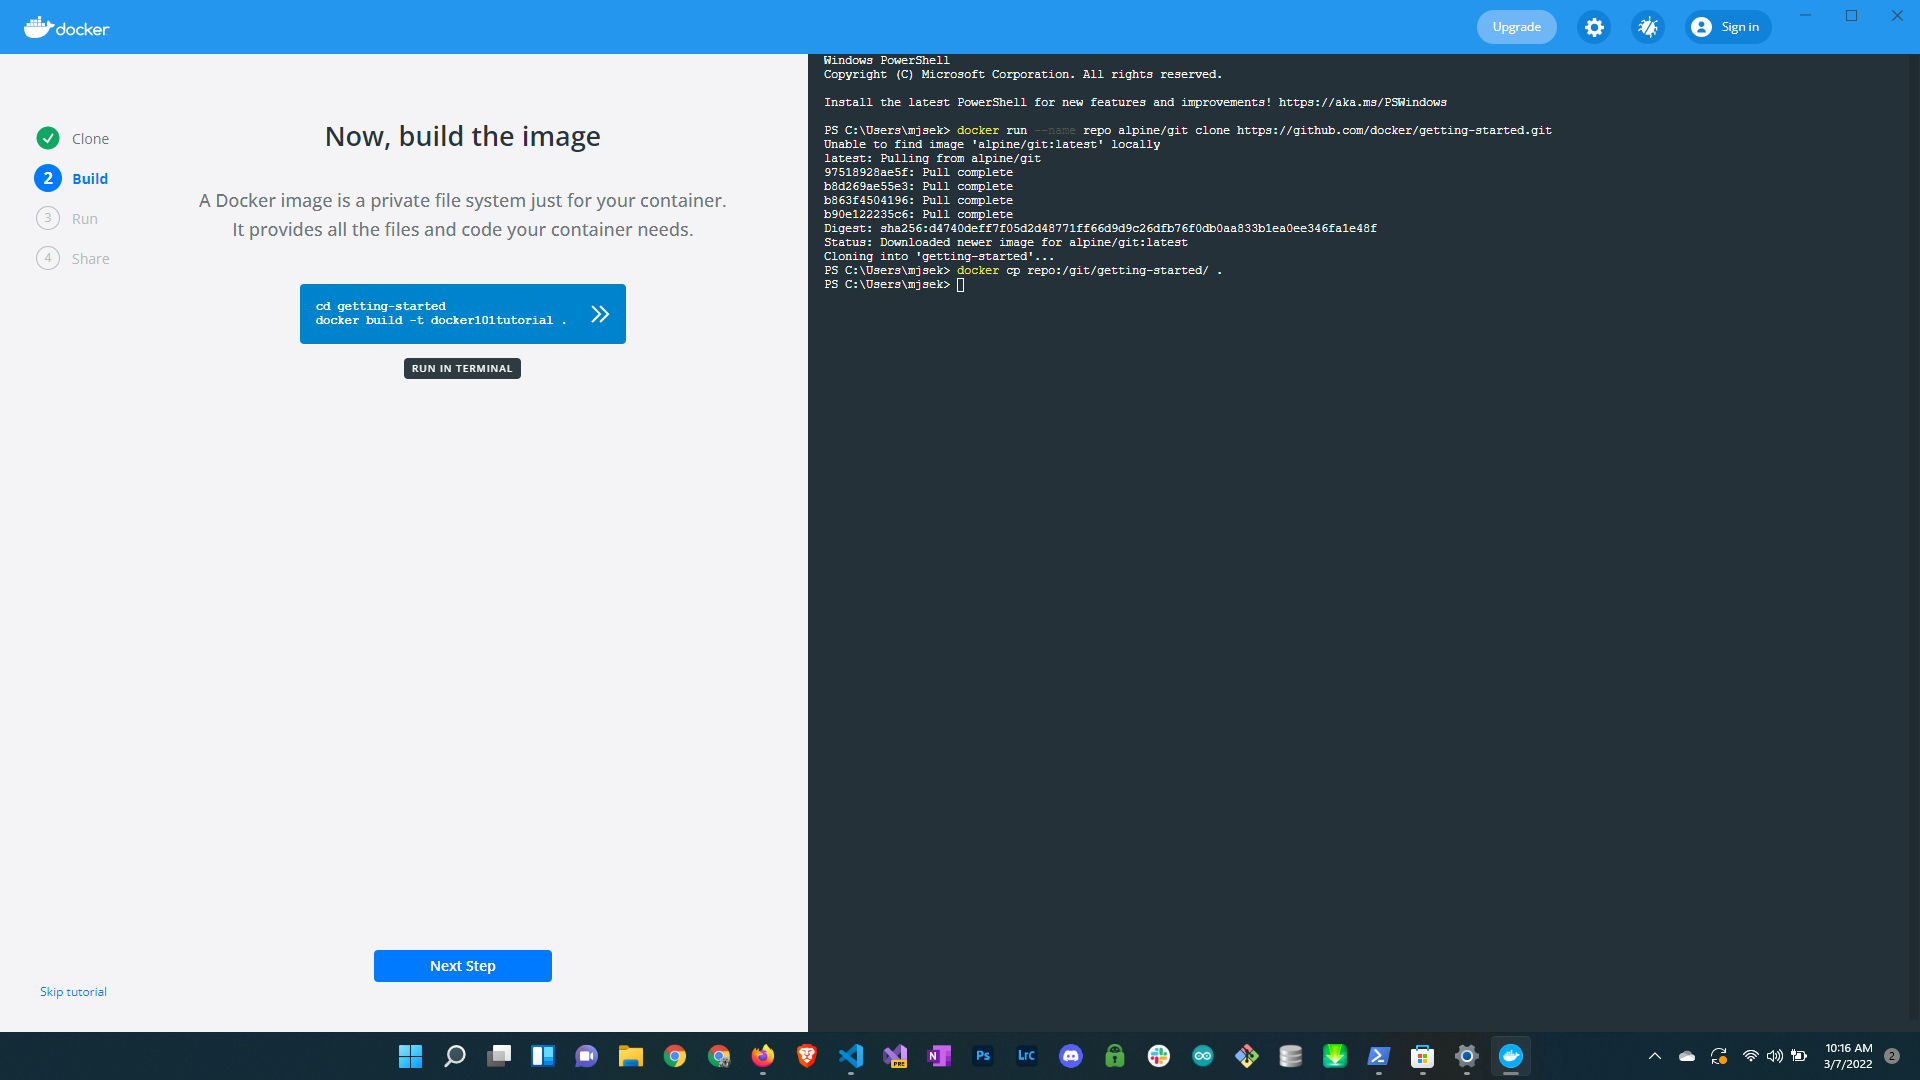 docker
Upgrade
Sign in
Clone
2 Build
3 Run
4 Share
Now, build the image
A Docker image is a private file system just for your container.
It provides all the files and code your container needs.
cd getting-started
docker build -t docker101tutorial .
RUN IN TERMINAL
Next Step
Skip tutorial
Windows PowerShell
Copyright (C) Microsoft Corporation. All rights reserved.
Install the latest PowerShell for new features and improvements! https://aka.ms/PSWindows
PS C:\Users\mjsek> docker run --name repo alpine/git clone https://github.com/docker/getting-started.git
Unable to find image 'alpine/git:latest' locally
latest: Pulling from alpine/git
97518928ae5f: Pull complete
b8d269ae55e3: Pull complete
b863f4504196: Pull complete
b90e122235c6: Pull complete
Digest: sha256:d4740deff7f05d2d48771ff66d9d9c26dfb76f0db0aa833b1ea0ee346fa1e48f
Status: Downloaded newer image for alpine/git:latest
Cloning into 'getting-started'...
PS C:\Users\mjsek> docker cp repo:/git/getting-started/ .
PS C:\Users\mjsek>
N
PRE
Ps
LrC
10:16 AM
3/7/2022
2